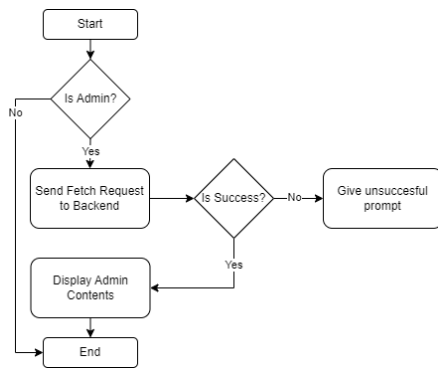 Start
Is Admin?
No
Yes
Send Fetch Request
to Backend
Is Success?
No
Give unsuccesful
prompt
Yes
Display Admin
Contents
End